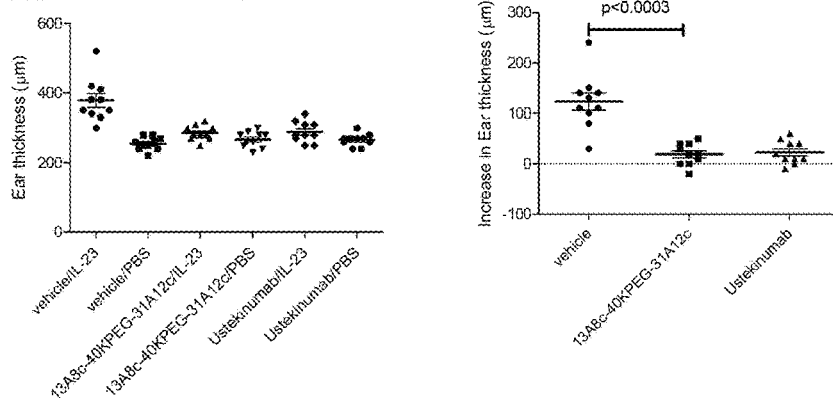 600
400
200
0
Ear thickness (µm)
vehicle/IL-23
vehicle/PBS
13A8c-40KPEG-31A12c/IL-23
13A8c-40KPEG-31A12c/PBS
Ustekinumab/IL-23
Ustekinumab/PBS
p<0.0003
300
200
100
0
-100
Increase in Ear thickness (µm)
vehicle
13A8c-40KPEG-31A12c
Ustekinumab